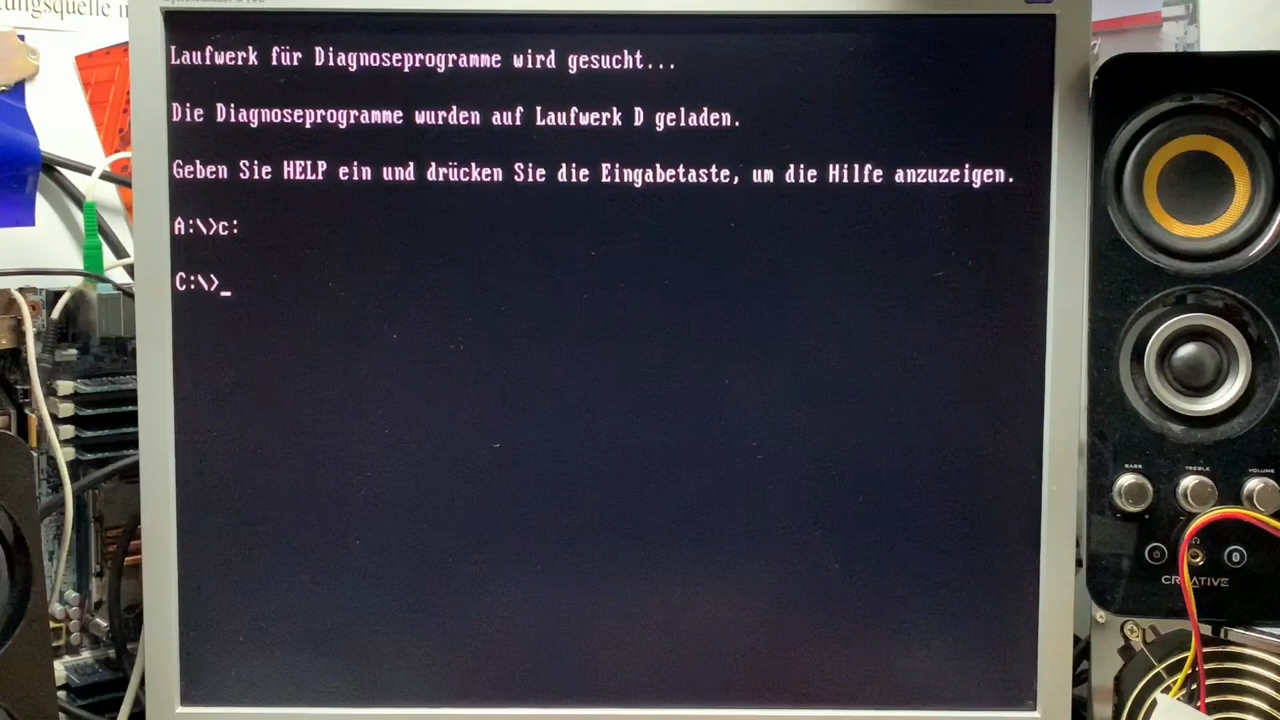 Laufwerk für Diagnoseprogramme wird gesucht...
Die Diagnoseprogramme wurden auf Laufwerk D geladen.
Geben Sie HELP ein und drücken Sie die Eingabetaste, um die Hilfe anzuzeigen.
A:\>c:
C:\>_
BASS
TREBLE
VOLUME
CREATIVE